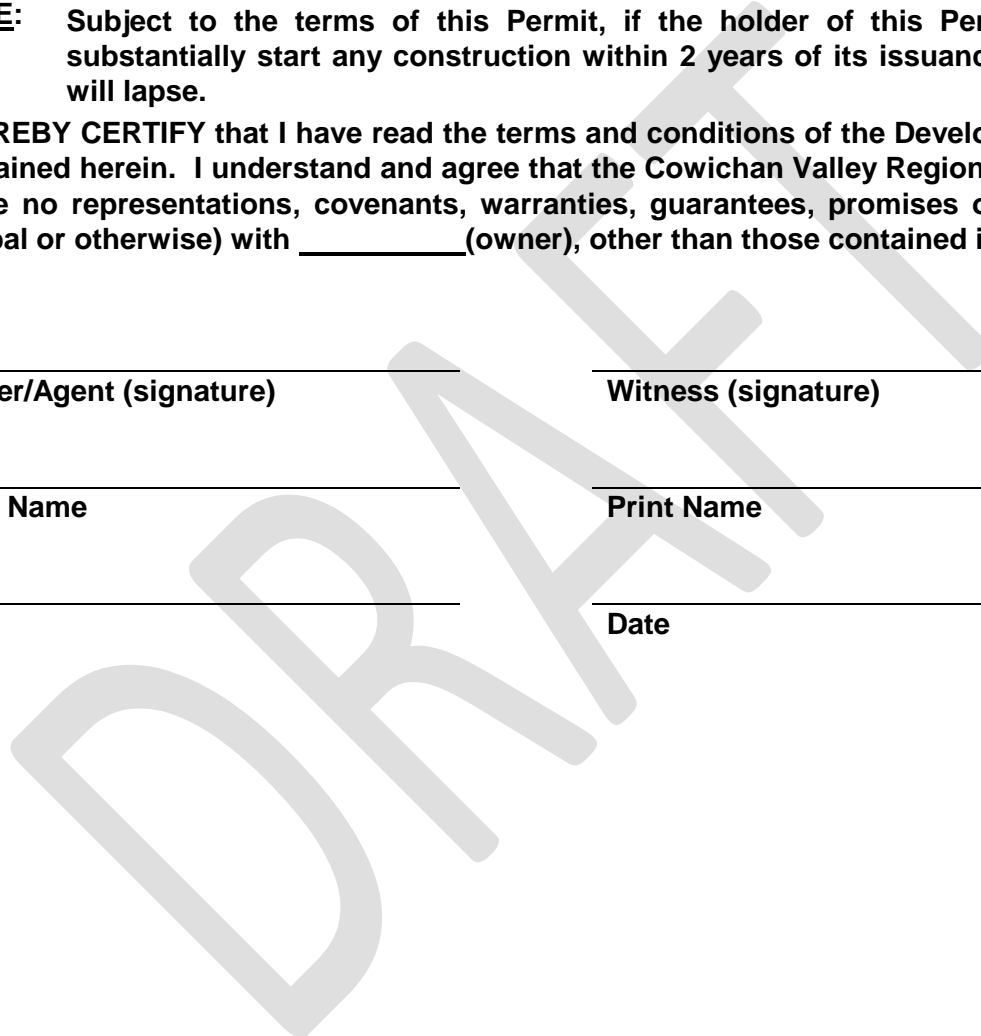 E: Subject to the terms of this Permit, if the holder of this Per
substantially start any construction within 2 years of its issuanc
will lapse.
REBY CERTIFY that I have read the terms and conditions of the Develo
ained herein. I understand and agree that the Cowichan Valley Region
e no representations, covenants, warranties, guarantees, promises o
bal or otherwise) with __________(owner), other than those contained i
er/Agent (signature) Witness (signature)
Name Print Name
Date
DRAFT